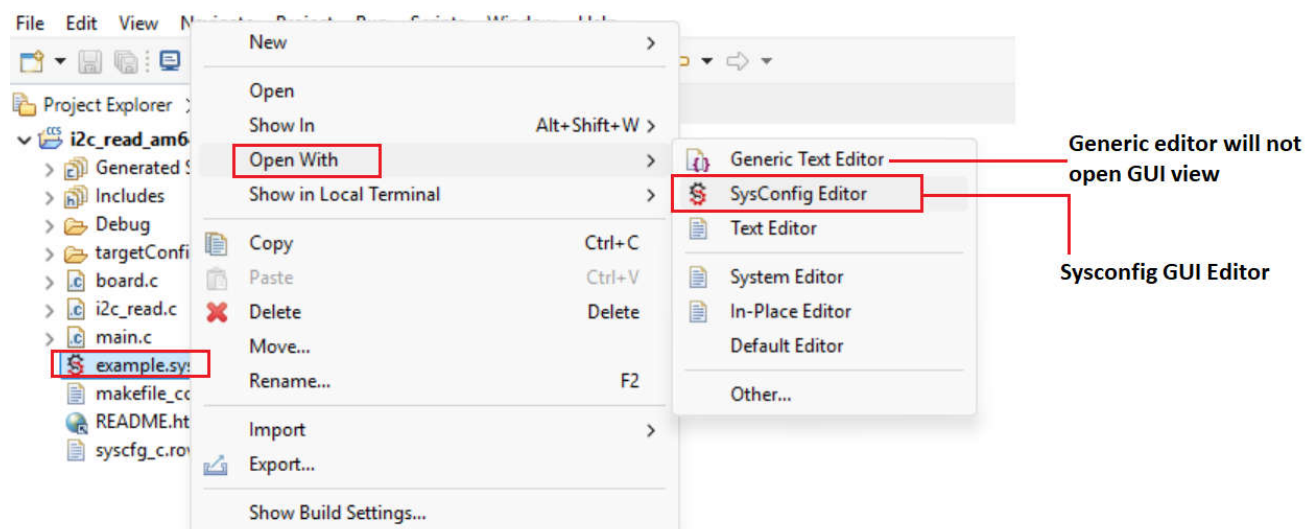 File Edit View
Project Explorer
i2c_read_am6
Generated S
Includes
Debug
targetConfi
board.c
i2c_read.c
main.c
example.sys
makefile_cc
README.ht
syscfg_c.rov
New
Open
Show In Alt+Shift+W
Open With
Show in Local Terminal
Copy Ctrl+C
Paste Ctrl+V
Delete Delete
Move...
Rename... F2
Import
Export...
Show Build Settings...
Generic Text Editor
SysConfig Editor
Text Editor
System Editor
In-Place Editor
Default Editor
Other...
Generic editor will not
open GUI view
Sysconfig GUI Editor